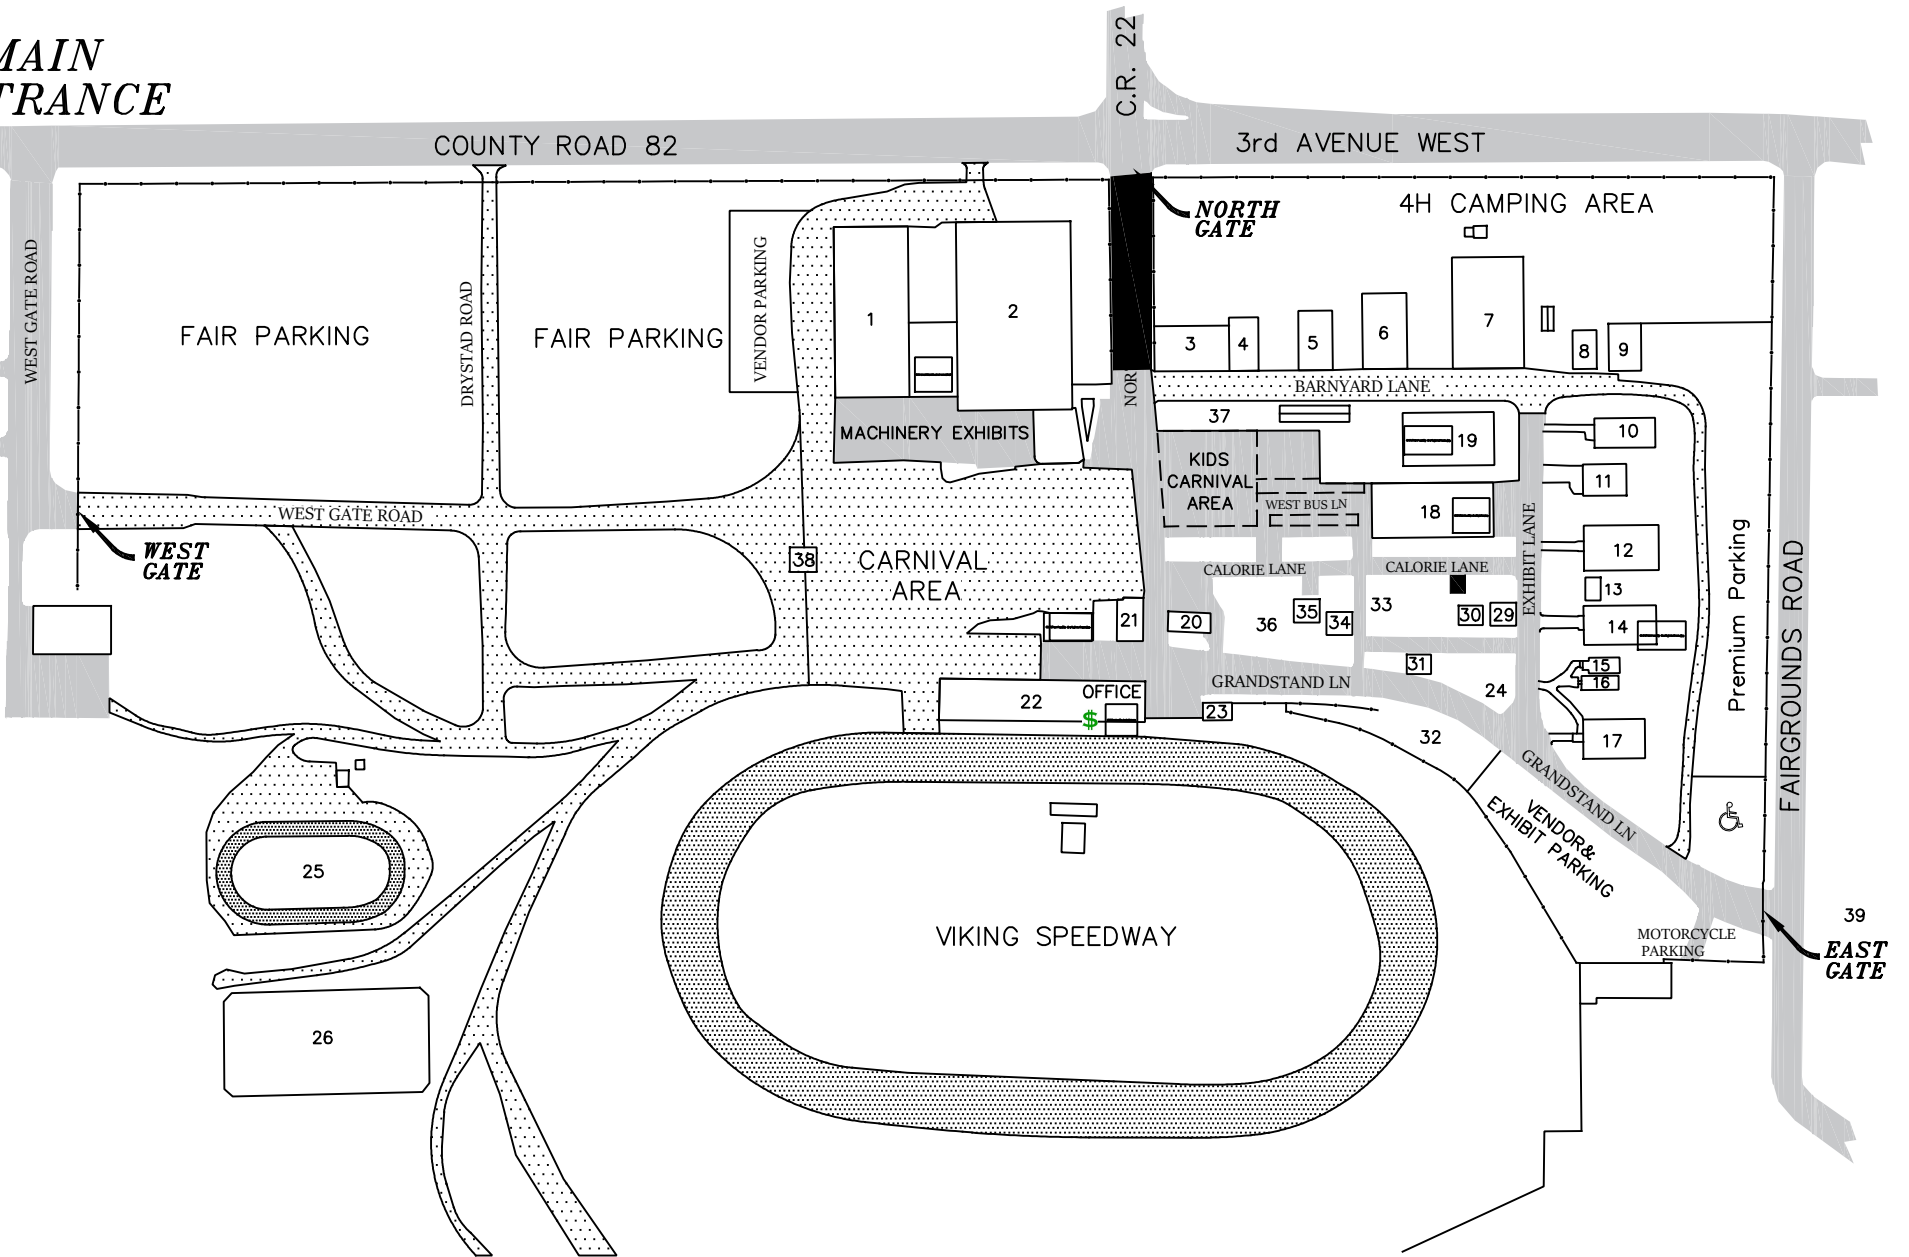 MAIN
TRANCE
C.R. 22
COUNTY ROAD 82
3rd AVENUE WEST
NORTH
GATE
4H CAMPING AREA
WEST GATE ROAD
FAIR PARKING
DRYSTAD ROAD
FAIR PARKING
VENDOR PARKING
1
2
3
4
5
6
7
8
9
NOR
BARNYARD LANE
MACHINERY EXHIBITS
37
19
10
KIDS
CARNIVAL
AREA
11
WEST BUS LN
18
WEST GATE ROAD
WEST
GATE
38
CARNIVAL
AREA
EXHIBIT LANE
12
CALORIE LANE
CALORIE LANE
13
21
20
36
35
34
33
30
29
14
Premium Parking
FAIRGROUNDS ROAD
31
15
16
GRANDSTAND LN
24
22
OFFICE
$
23
32
17
GRANDSTAND LN
VENDOR&
EXHIBIT PARKING
25
VIKING SPEEDWAY
39
MOTORCYCLE
PARKING
EAST
GATE
26